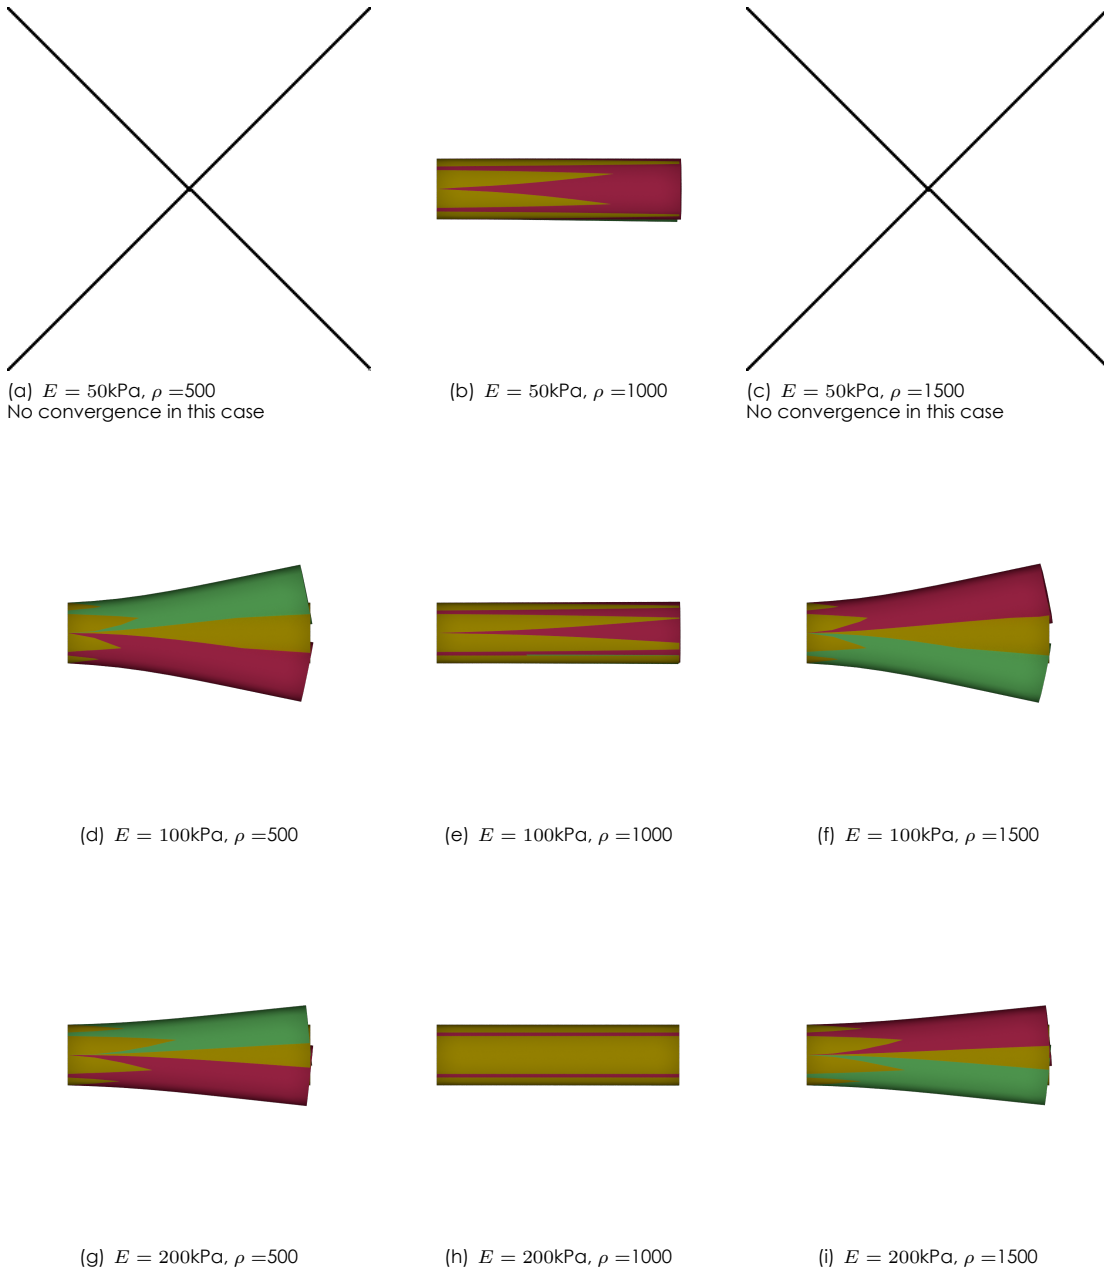 (a) E = 50kPa, ρ =500
No convergence in this case
(b) E = 50kPa, ρ =1000
(c) E = 50kPa, ρ =1500
No convergence in this case
(d) E = 100kPa, ρ =500
(e) E = 100kPa, ρ =1000
(f) E = 100kPa, ρ =1500
(g) E = 200kPa, ρ =500
(h) E = 200kPa, ρ =1000
(i) E = 200kPa, ρ =1500